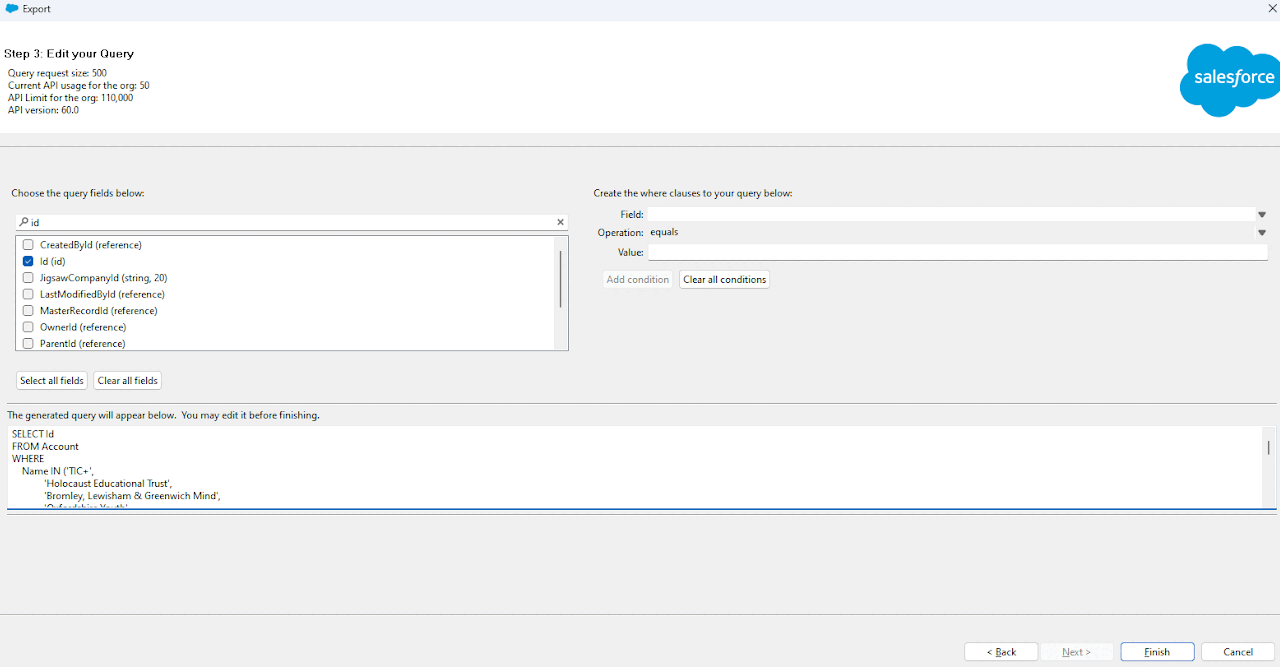 Export
Step 3: Edit your Query
Query request size: 500
Current API usage for the org: 50
API Limit for the org: 110,000
API version: 60.0
salesforce
Choose the query fields below:
id
CreatedById (reference)
Id (id)
JigsawCompanyId (string, 20)
LastModifiedById (reference)
MasterRecordId (reference)
OwnerId (reference)
ParentId (reference)
Select all fields Clear all fields
Create the where clauses to your query below:
Field:
Operation: equals
Value:
Add condition Clear all conditions
The generated query will appear below. You may edit it before finishing.
SELECT Id
FROM Account
WHERE
Name IN ('TIC+',
'Holocaust Educational Trust',
'Bromley, Lewisham & Greenwich Mind',
'Oxfordshire Youth'
< Back Next > Finish Cancel